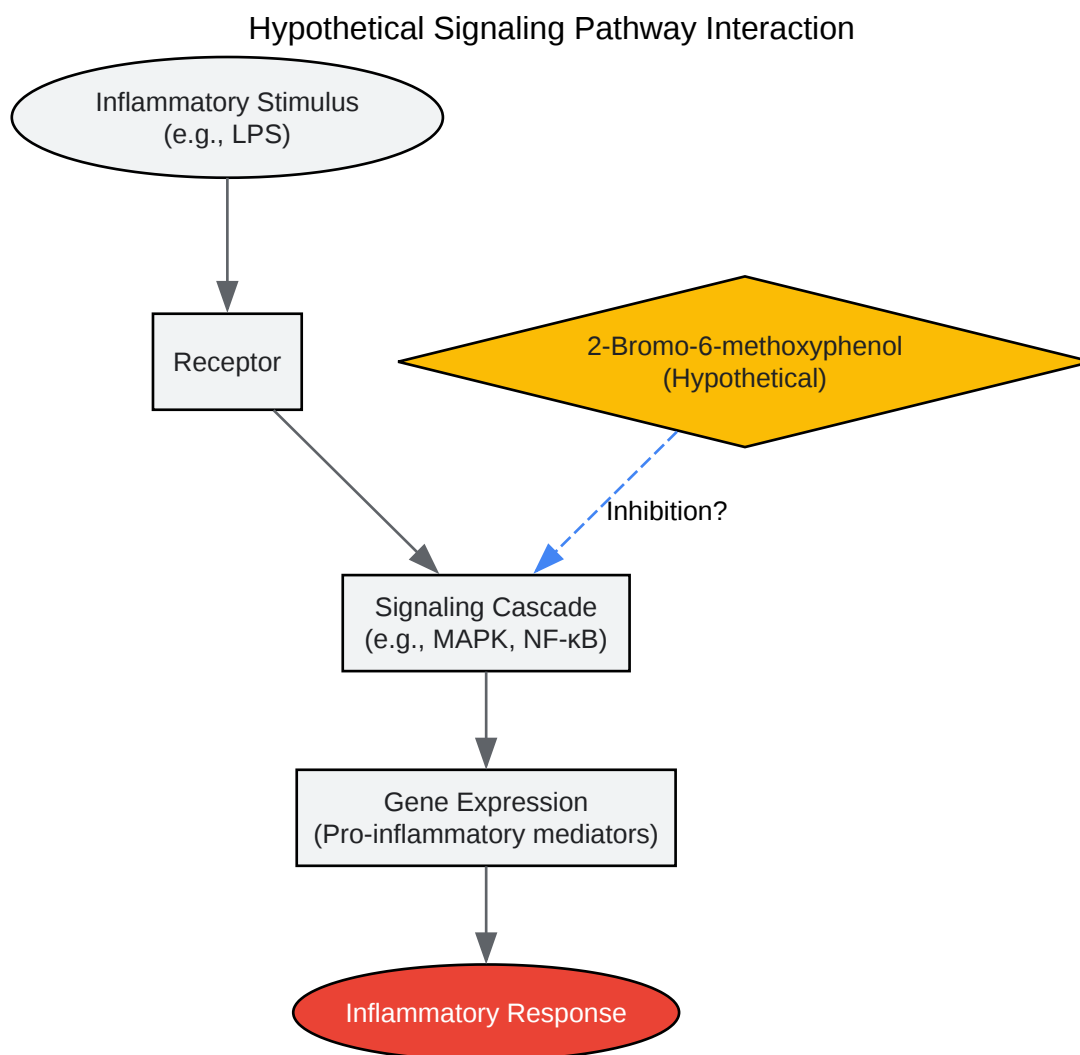 Hypothetical Signaling Pathway Interaction
Inflammatory Stimulus
(e.g., LPS)
Receptor
2-Bromo-6-methoxyphenol
(Hypothetical)
Inhibition?
Signaling Cascade
(e.g., MAPK, NF-κB)
Gene Expression
(Pro-inflammatory mediators)
Inflammatory Response